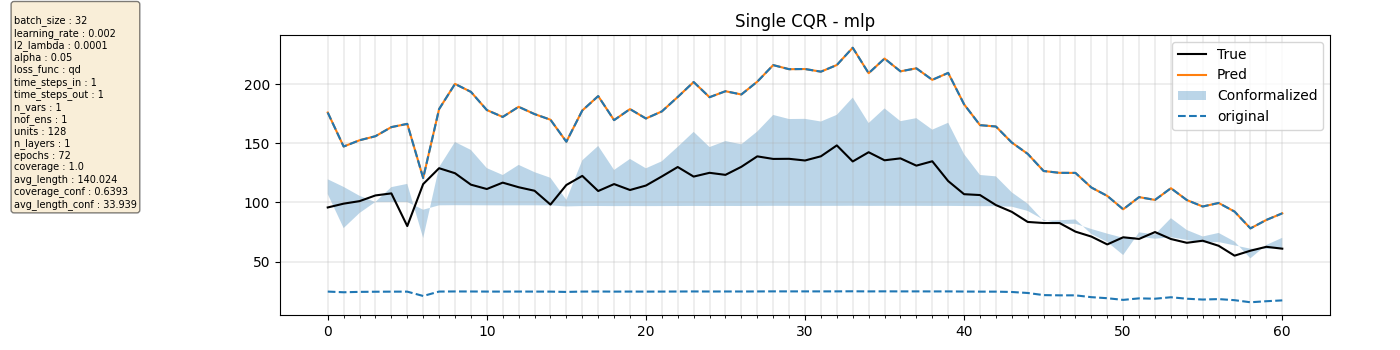 batch_size : 32
learning_rate : 0.002
l2_lambda : 0.0001
alpha : 0.05
loss_func : qd
time_steps_in : 1
time_steps_out : 1
n_vars : 1
nof_ens : 1
units : 128
n_layers : 1
epochs : 72
coverage : 1.0
avg_length : 140.024
coverage_conf : 0.6393
avg_length_conf : 33.939
Single CQR - mlp
True
Pred
Conformalized
original
200
150
100
50
0 10 20 30 40 50 60